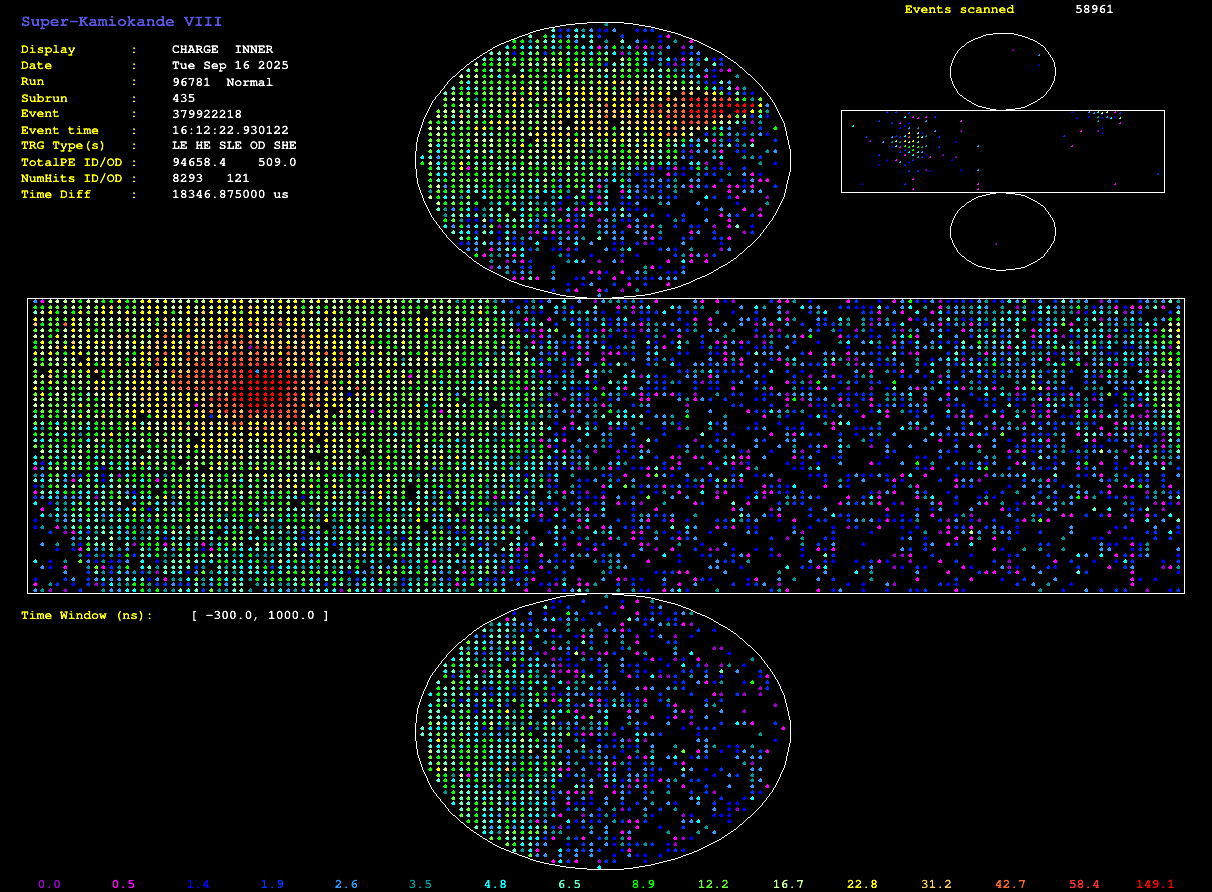 Super-Kamiokande VIII
Events scanned 58961
Display : CHARGE INNER
Date : Tue Sep 16 2025
Run : 96781 Normal
Subrun : 435
Event : 379922218
Event time : 16:12:22.930122
TRG Type(s) : LE HE SLE OD SHE
TotalPE ID/OD : 94658.4 509.0
NumHits ID/OD : 8293 121
Time Diff : 18346.875000 us
Time Window (ns): [ -300.0, 1000.0 ]
0.0 0.5 1.4 1.9 2.6 3.5 4.8 6.5 8.9 12.2 16.7 22.8 31.2 42.7 58.4 149.1